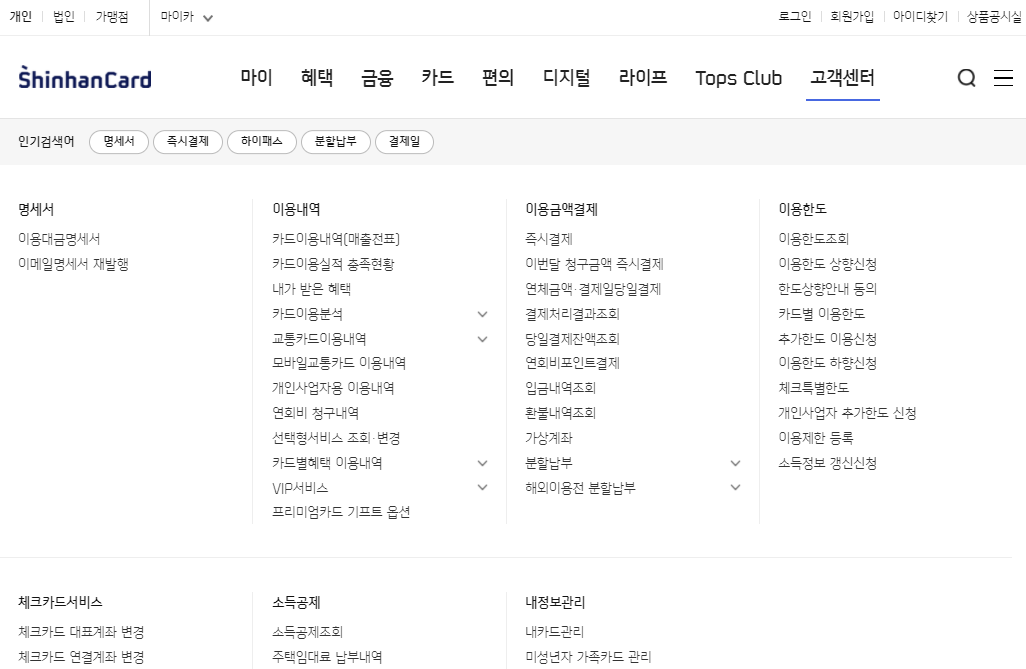 개인 법인 가맹점 마이카 로그인 회원가입 아이디찾기 상품공시실
ShinhanCard 마이 혜택 금융 카드 편의 디지털 라이프 Tops Club 고객센터
인기검색어 명세서 즉시결제 하이패스 분할납부 결제일
명세서
이용대금명세서
이메일명세서 재발행
이용내역
카드이용내역(매출전표)
카드이용실적 충족현황
내가 받은 혜택
카드이용분석
교통카드이용내역
모바일교통카드 이용내역
개인사업자용 이용내역
연회비 청구내역
선택형서비스 조회·변경
카드별혜택 이용내역
VIP서비스
프리미엄카드 기프트 옵션
이용금액결제
즉시결제
이번달 청구금액 즉시결제
연체금액·결제일당일결제
결제처리결과조회
당일결제잔액조회
연회비포인트결제
입금내역조회
환불내역조회
가상계좌
분할납부
해외이용전 분할납부
이용한도
이용한도조회
이용한도 상향신청
한도상향안내 동의
카드별 이용한도
추가한도 이용신청
이용한도 하향신청
체크특별한도
개인사업자 추가한도 신청
이용제한 등록
소득정보 갱신신청
체크카드서비스
체크카드 대표계좌 변경
체크카드 연결계좌 변경
소득공제
소득공제조회
주택임대료 납부내역
내정보관리
내카드관리
미성년자 가족카드 관리